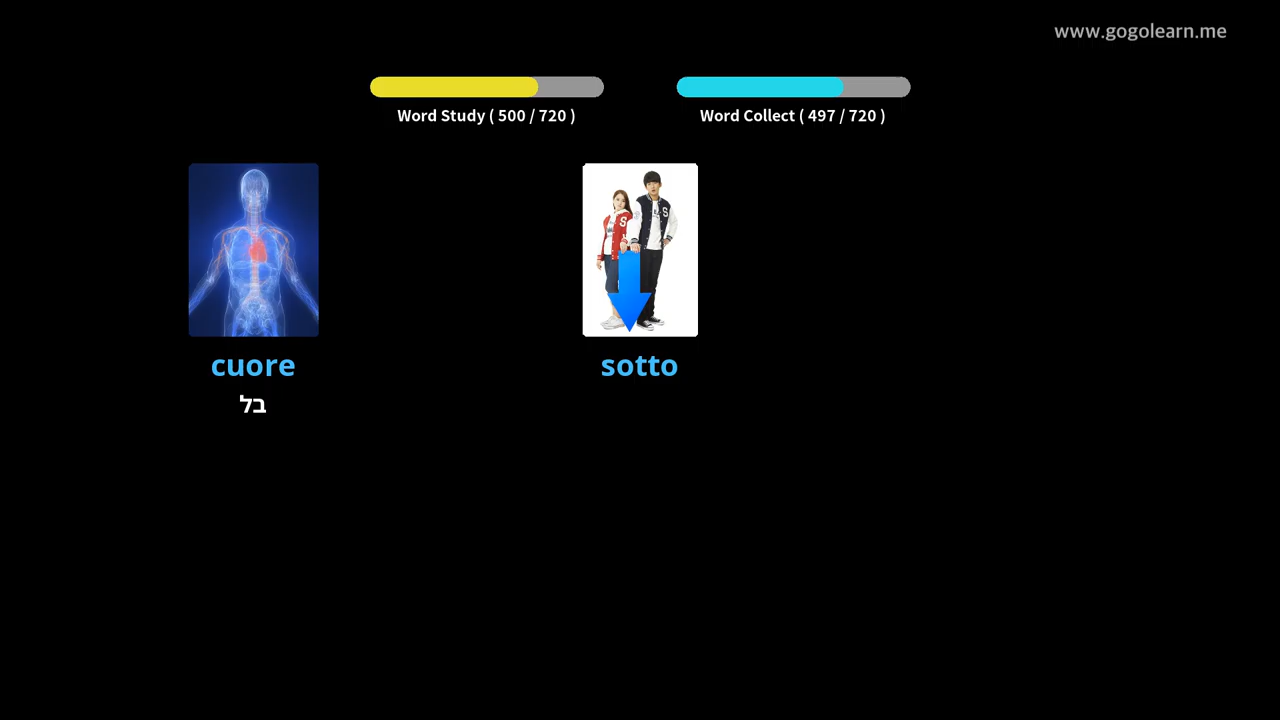 www.gogolearn.me
Word Study ( 500 / 720 )
Word Collect ( 497 / 720 )
S
S
cuore
בל
sotto